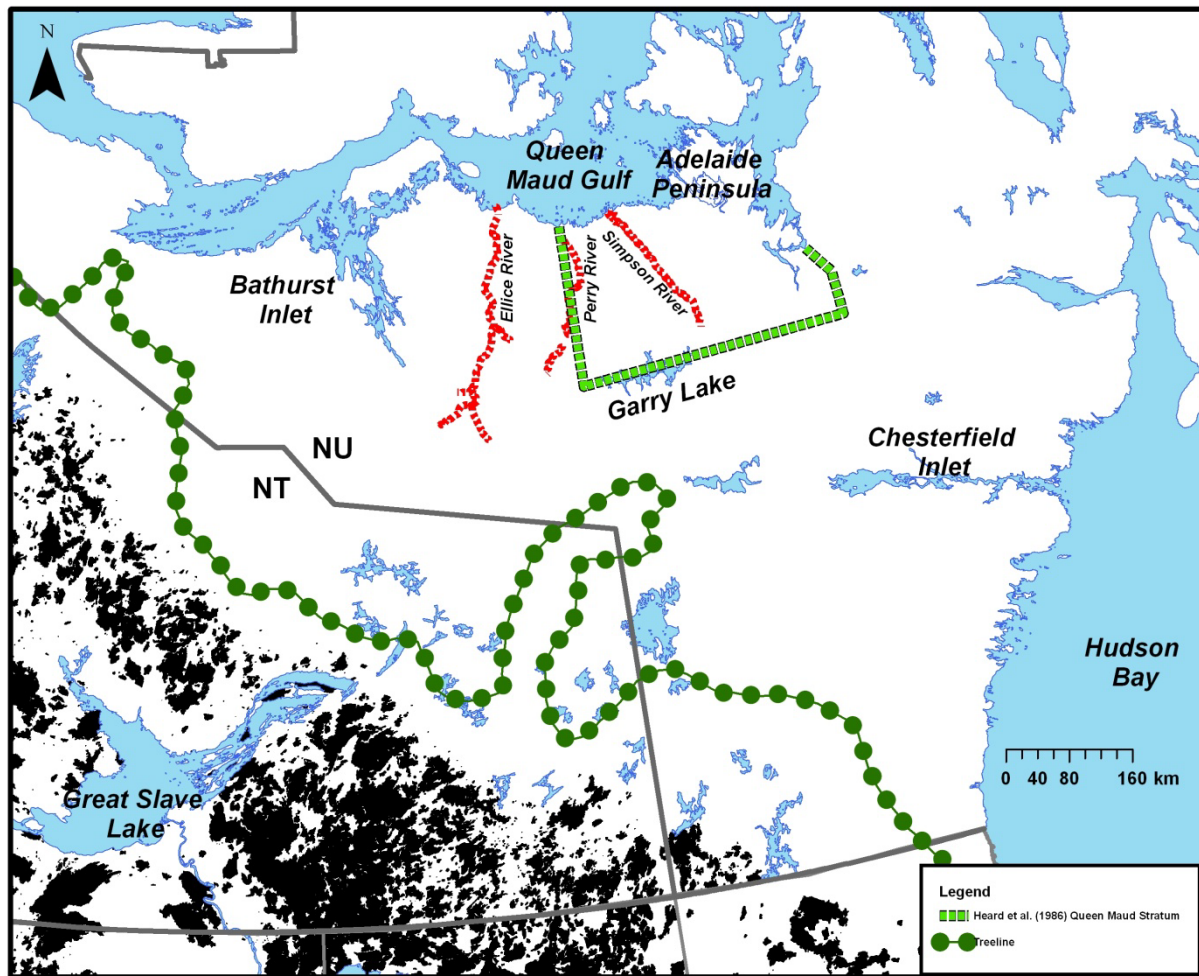 N
Queen
Maud Gulf
Adelaide
Peninsula
Bathurst
Inlet
Ellice River
Perry River
Simpson River
Garry Lake
Chesterfield
Inlet
NU
NT
Hudson
Bay
Great Slave
Lake
0 40 80 160 km
Legend
Heard et al. (1986) Queen Maud Stratum
Treeline